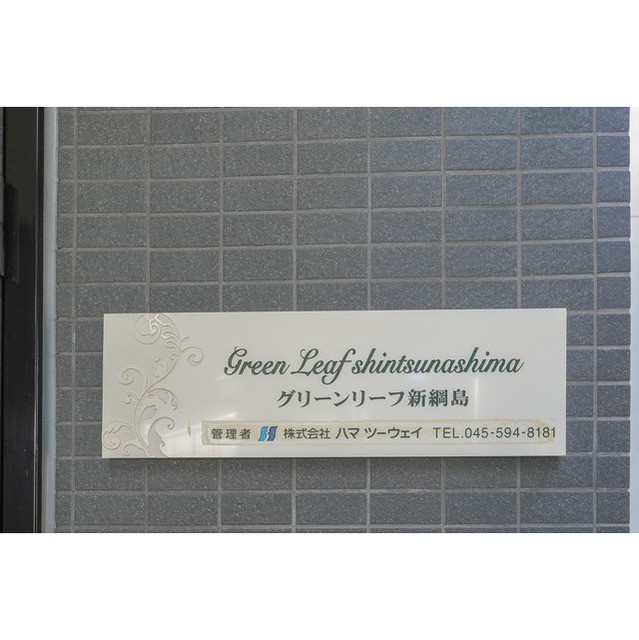 Green Leaf shintsunashima
グリーンリーフ新綱島
管理者 株式会社 ハマ ツーウェイ TEL.045-594-8181